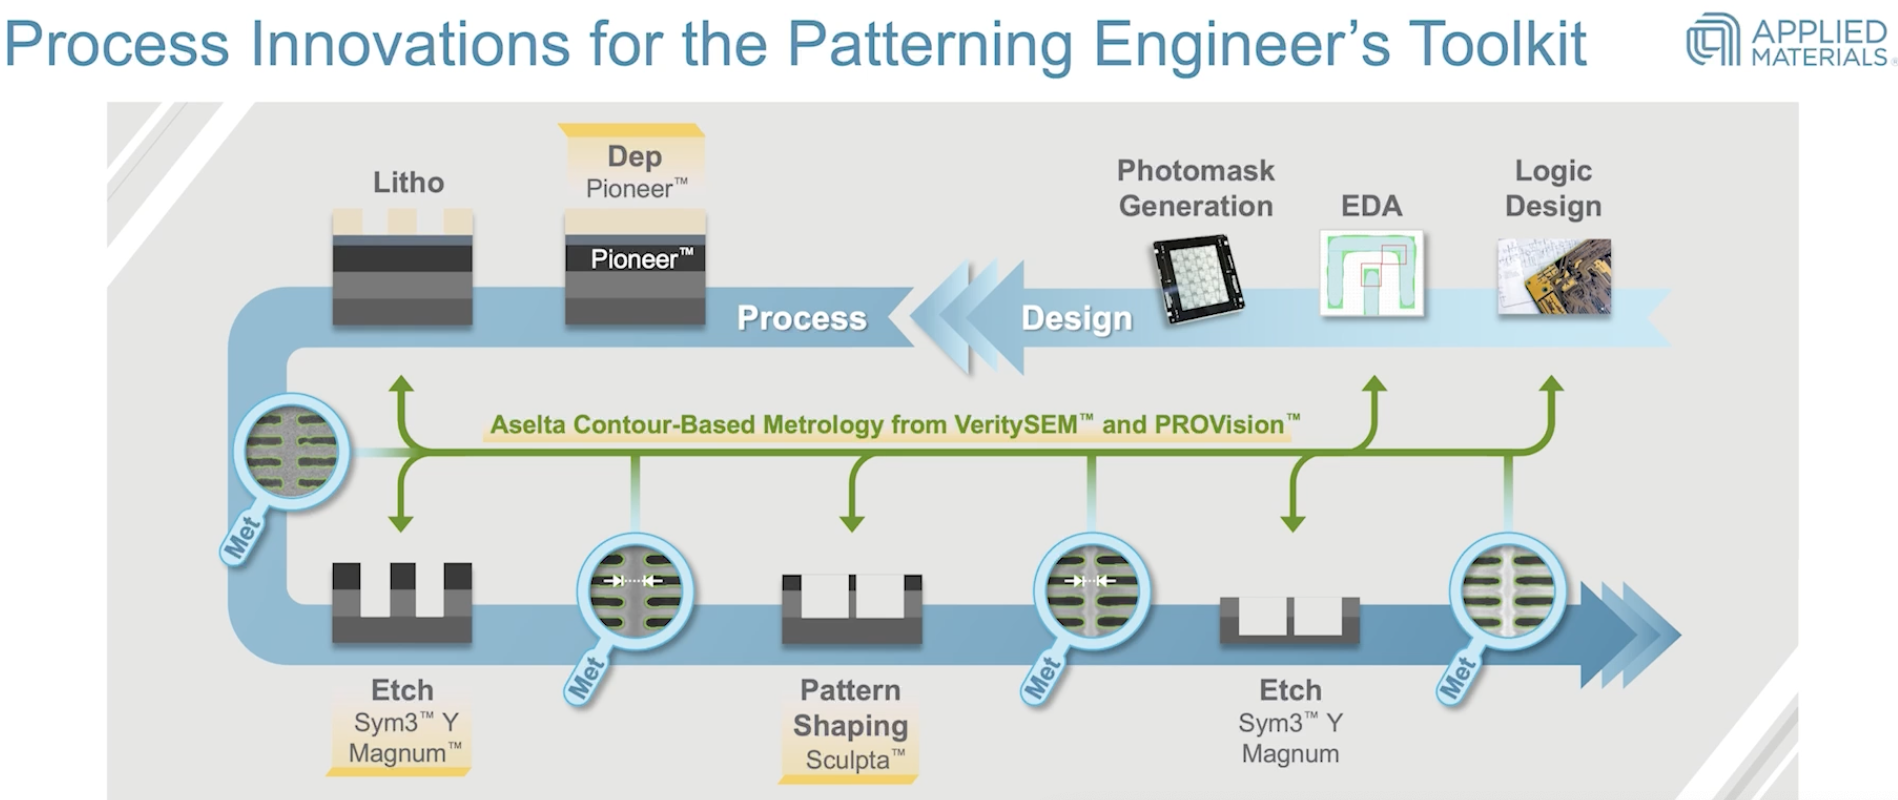 Process Innovations for the Patterning Engineer’s Toolkit
APPLIED
MATERIALS®
Litho
Dep
Pioneer™
Pioneer™
Photomask
Generation
EDA
Logic
Design
Process
Design
Aselta Contour-Based Metrology from VeritySEM™ and PROVision™
Met
Met
Met
Met
Etch
Sym3™ Y
Magnum™
Pattern
Shaping
Sculpta™
Etch
Sym3™ Y
Magnum